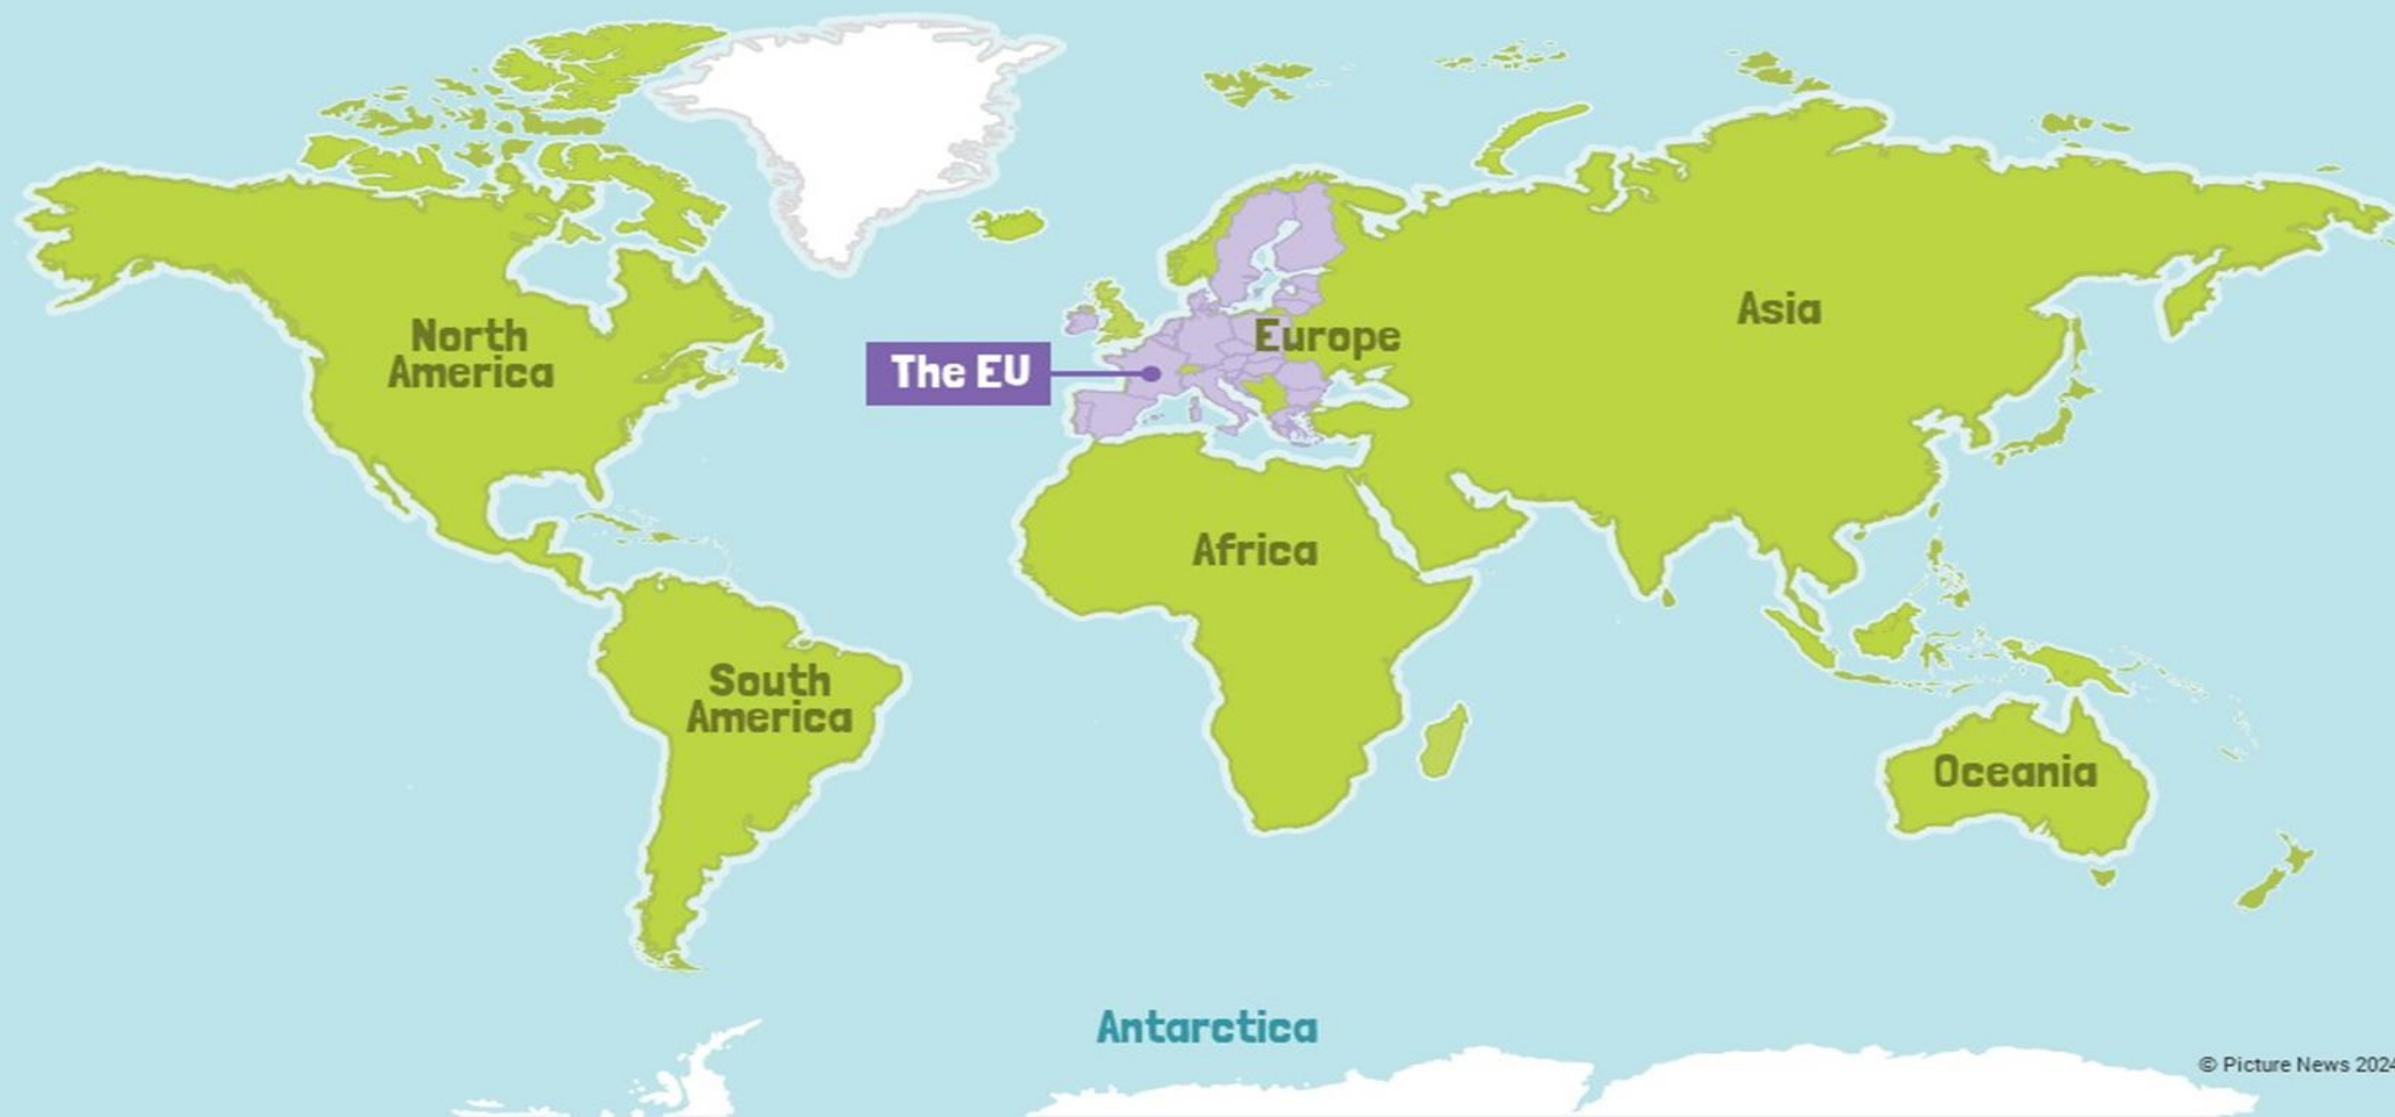 North
America
The EU
Europe
Asia
Africa
South
America
Oceania
Antarctica
© Picture News 2024